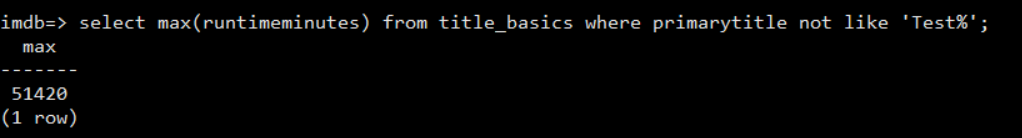 imdb=> select max(runtimeminutes) from title_basics where primarytitle not like 'Test%';
  max
-------
 51420
(1 row)